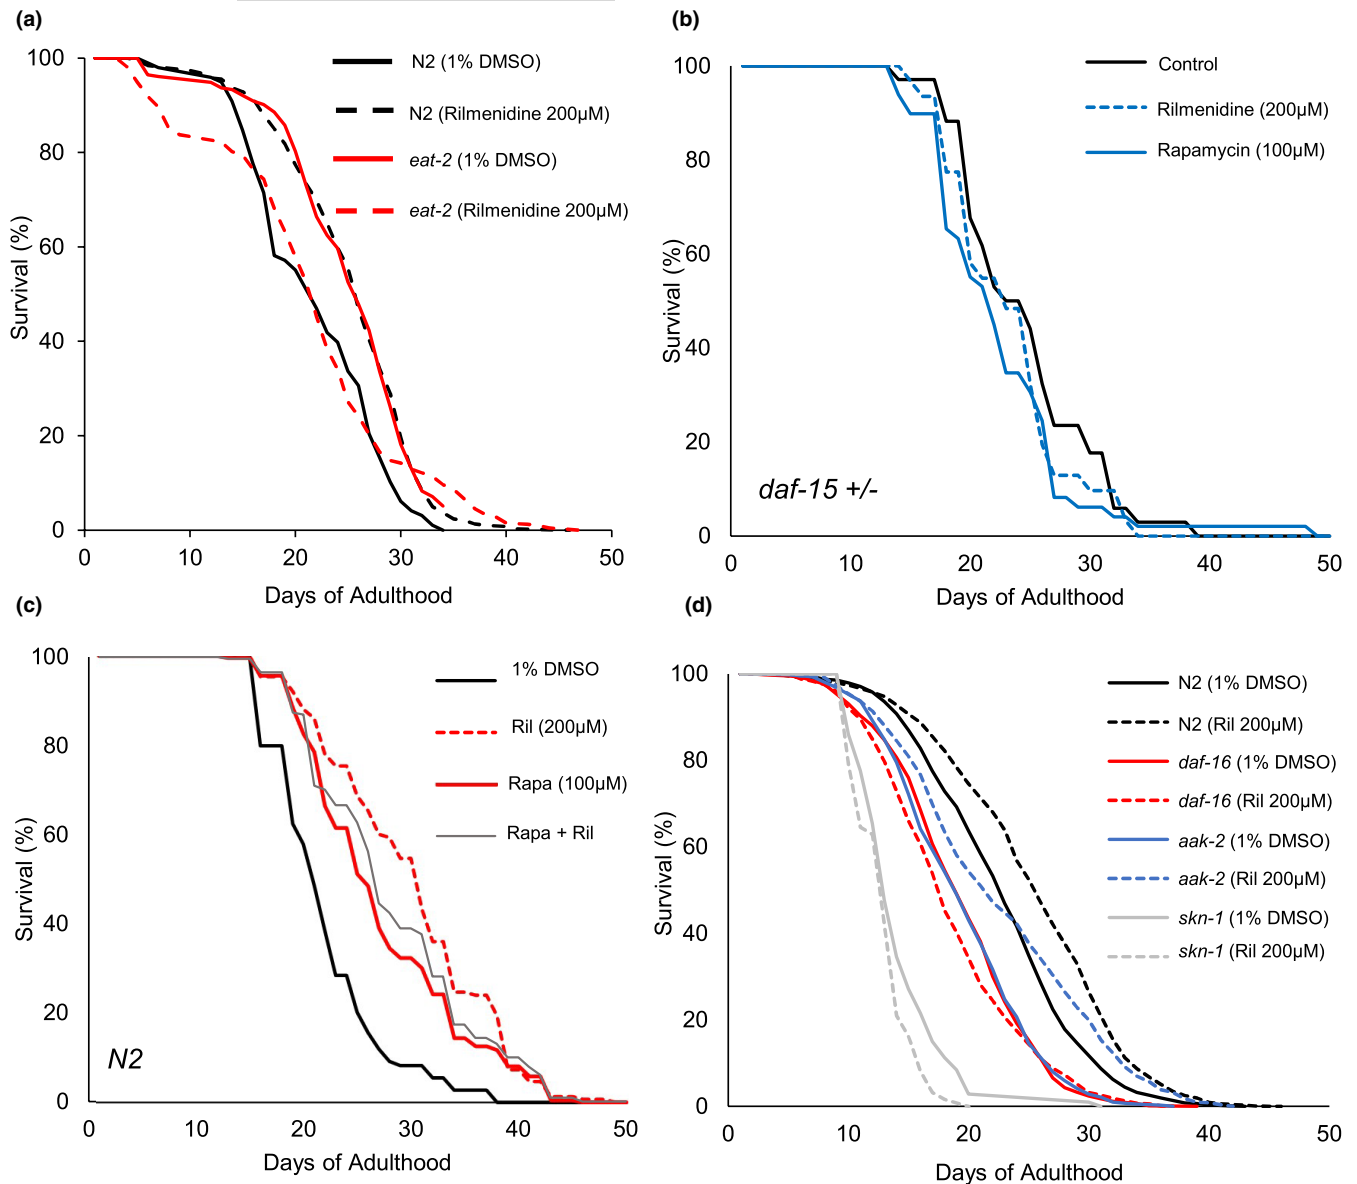 (a)
100
80
60
40
20
0
0
10
20
30
40
50
Survival (%)
Days of Adulthood
N2 (1% DMSO)
N2 (Rilmenidine 200µM)
eat-2 (1% DMSO)
eat-2 (Rilmenidine 200µM)
(b)
100
80
60
40
20
0
0
10
20
30
40
50
Survival (%)
Days of Adulthood
Control
Rilmenidine (200µM)
Rapamycin (100µM)
daf-15 +/-
(c)
100
80
60
40
20
0
0
10
20
30
40
50
Survival (%)
Days of Adulthood
1% DMSO
Ril (200µM)
Rapa (100µM)
Rapa + Ril
N2
(d)
100
80
60
40
20
0
0
10
20
30
40
50
Survival (%)
Days of Adulthood
N2 (1% DMSO)
N2 (Ril 200µM)
daf-16 (1% DMSO)
daf-16 (Ril 200µM)
aak-2 (1% DMSO)
aak-2 (Ril 200µM)
skn-1 (1% DMSO)
skn-1 (Ril 200µM)